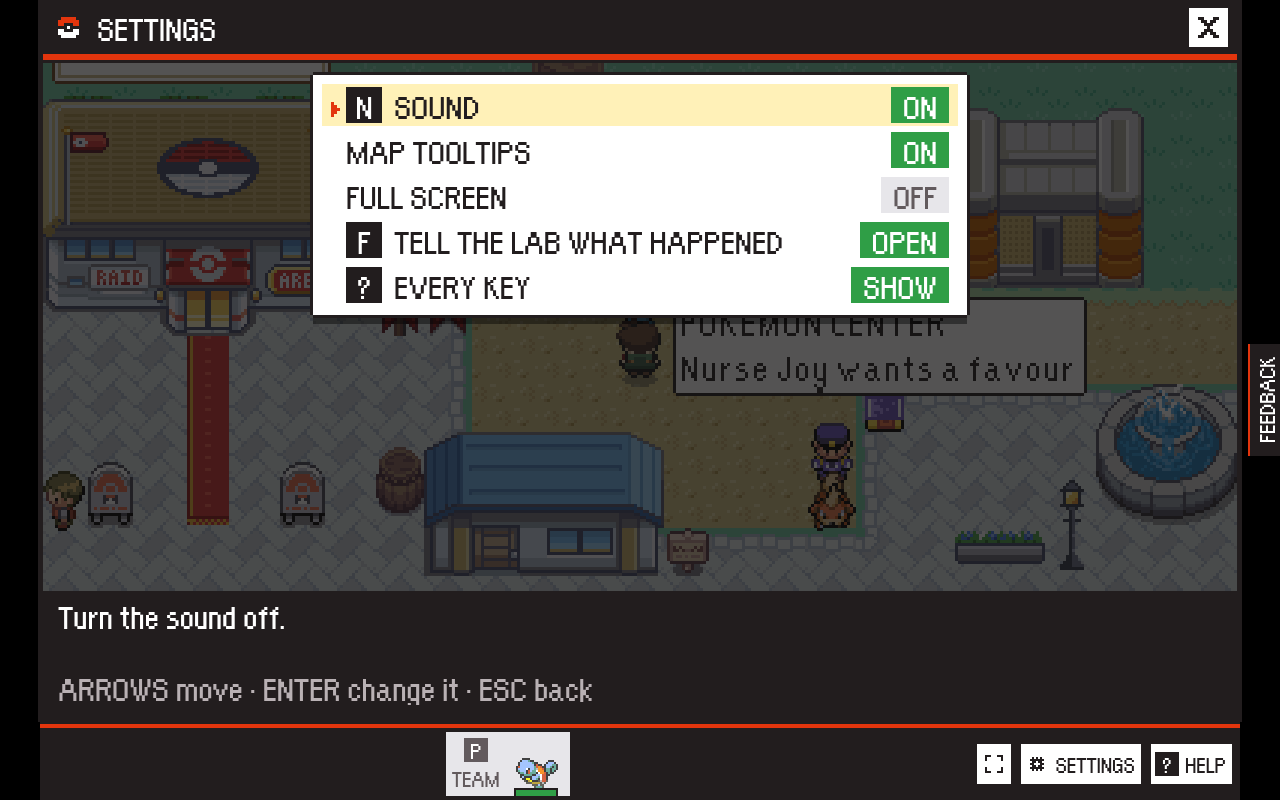 SETTINGS
X
N SOUND ON
MAP TOOLTIPS ON
FULL SCREEN OFF
F TELL THE LAB WHAT HAPPENED OPEN
? EVERY KEY SHOW
RAID
ARE
POKÉMON CENTER
Nurse Joy wants a favour
FEEDBACK
Turn the sound off.
ARROWS move · ENTER change it · ESC back
P
TEAM
SETTINGS
? HELP